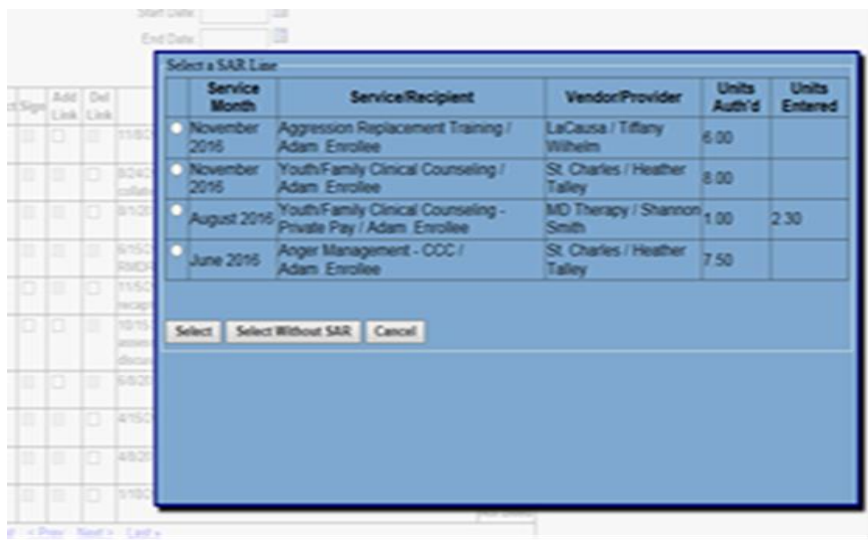 Start Date:
End Date:
Select a SAR Line
Service Month
Service/Recipient
Vendor/Provider
Units Auth'd
Units Entered
November 2016
Aggression Replacement Training / Adam Enrollee
LaCausa / Tiffany Wilhelm
6.00
November 2016
Youth/Family Clinical Counseling / Adam Enrollee
St. Charles / Heather Talley
8.00
August 2016
Youth/Family Clinical Counseling - Private Pay / Adam Enrollee
MD Therapy / Shannon Smith
1.00
2.30
June 2016
Anger Management - CCC / Adam Enrollee
St. Charles / Heather Talley
7.50
Select
Select Without SAR
Cancel
Sign
Add Link
Del Link
< Prev
Next >
Last »